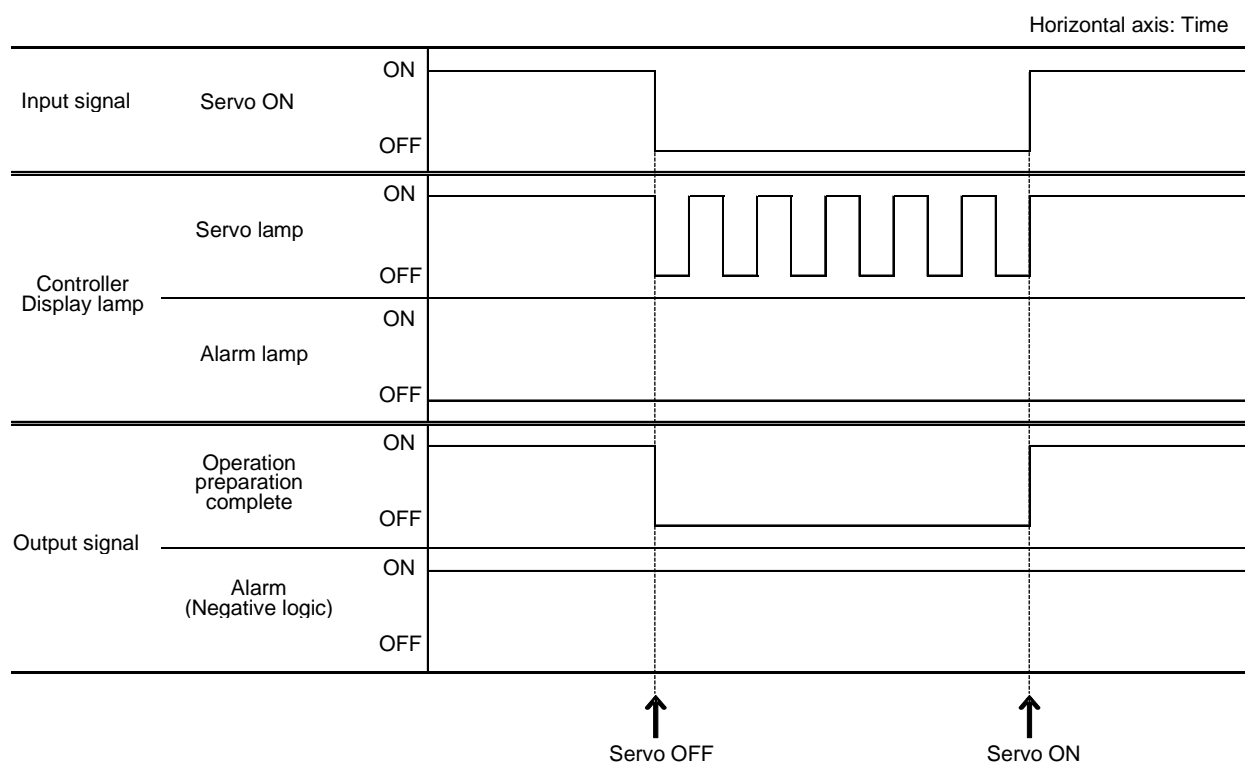 Horizontal axis: Time
ON
Input signal
Servo ON
OFF
ON
Servo lamp
OFF
Controller
Display lamp
ON
Alarm lamp
OFF
ON
Operation
preparation
complete
OFF
Output signal
ON
Alarm
(Negative logic)
OFF
Servo OFF
Servo ON